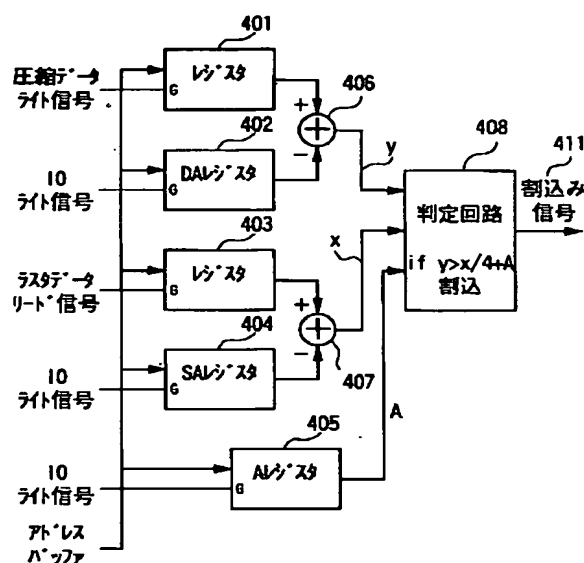 401
圧縮データ
ライト信号
レジスタ
G
406
+
-
402
IO
ライト信号
DAレジスタ
G
y
408
411
割込み
信号
判定回路
if y>x/4+A
割込
403
ラスタデータ
リード信号
レジスタ
G
x
+
-
407
404
IO
ライト信号
SAレジスタ
G
405
A
IO
ライト信号
Aレジスタ
G
アドレス
バッファ